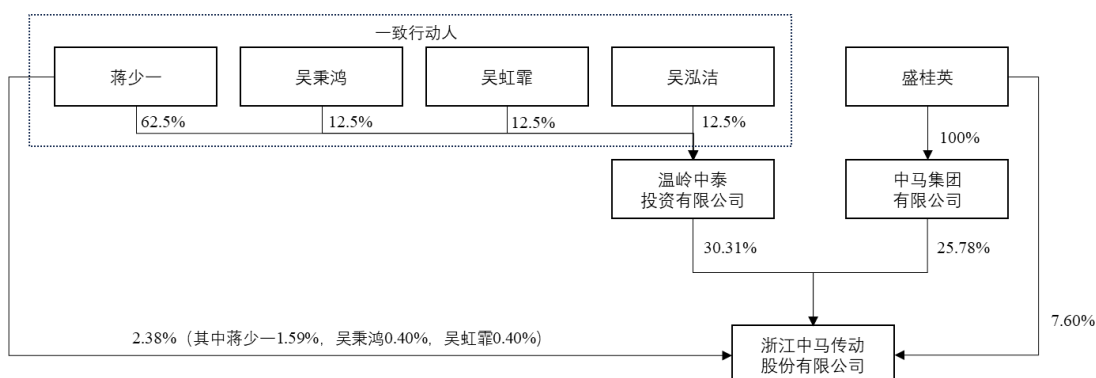 一致行动人
蒋少一
吴秉鸿
吴虹霏
吴泓洁
盛桂英
62.5%
12.5%
12.5%
12.5%
100%
温岭中泰
投资有限公司
中马集团
有限公司
30.31%
25.78%
7.60%
2.38%（其中蒋少一1.59%，吴秉鸿0.40%，吴虹霏0.40%）
浙江中马传动
股份有限公司